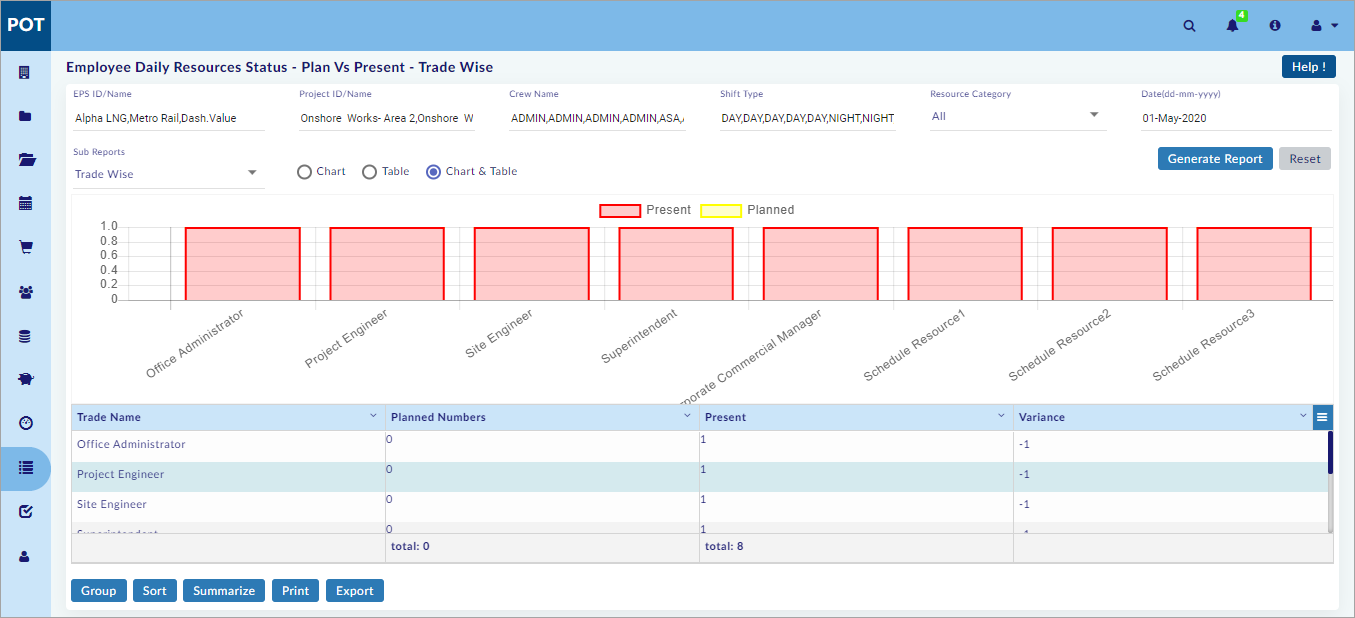 POT
4
Employee Daily Resources Status - Plan Vs Present - Trade Wise
Help !
EPS ID/Name Project ID/Name Crew Name Shift Type Resource Category Date(dd-mm-yyyy)
Alpha LNG,Metro Rail,Dash.Value Onshore Works- Area 2,Onshore W ADMIN,ADMIN,ADMIN,ADMIN,ASA, DAY,DAY,DAY,DAY,DAY,NIGHT,NIGHT All 01-May-2020
Sub Reports
Trade Wise Chart Table Chart & Table Generate Report Reset
Present Planned
1.0
0.8
0.6
0.4
0.2
0
Office Administrator
Project Engineer
Site Engineer
Superintendent
rporate Commercial Manager
Schedule Resource1
Schedule Resource2
Schedule Resource3
Trade Name Planned Numbers Present Variance
Office Administrator 0 1 -1
Project Engineer 0 1 -1
Site Engineer 0 1 -1
Superintendent 0 1 -1
total: 0 total: 8
Group Sort Summarize Print Export